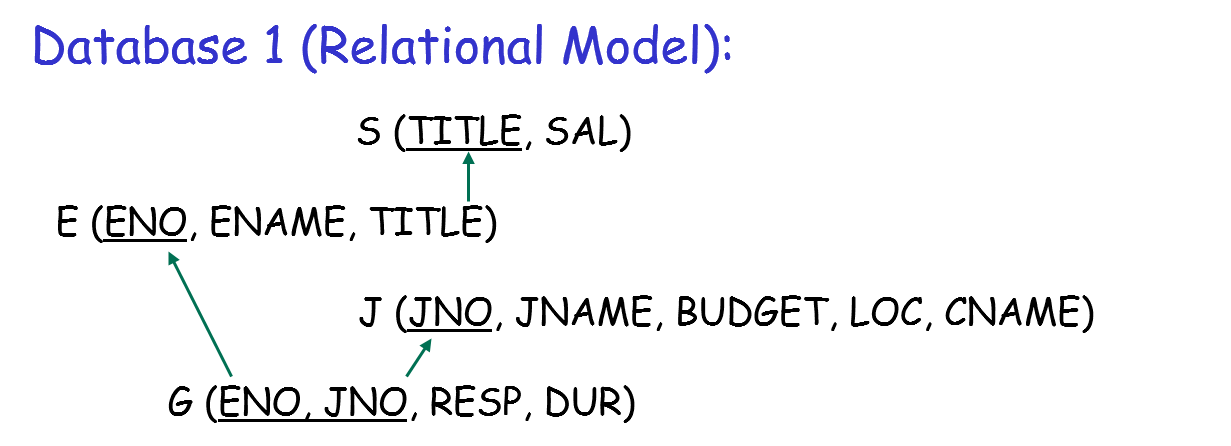 Database 1 (Relational Model):
S (TITLE, SAL)
E (ENO, ENAME, TITLE)
J (JNO, JNAME, BUDGET, LOC, CNAME)
G (ENO, JNO, RESP, DUR)